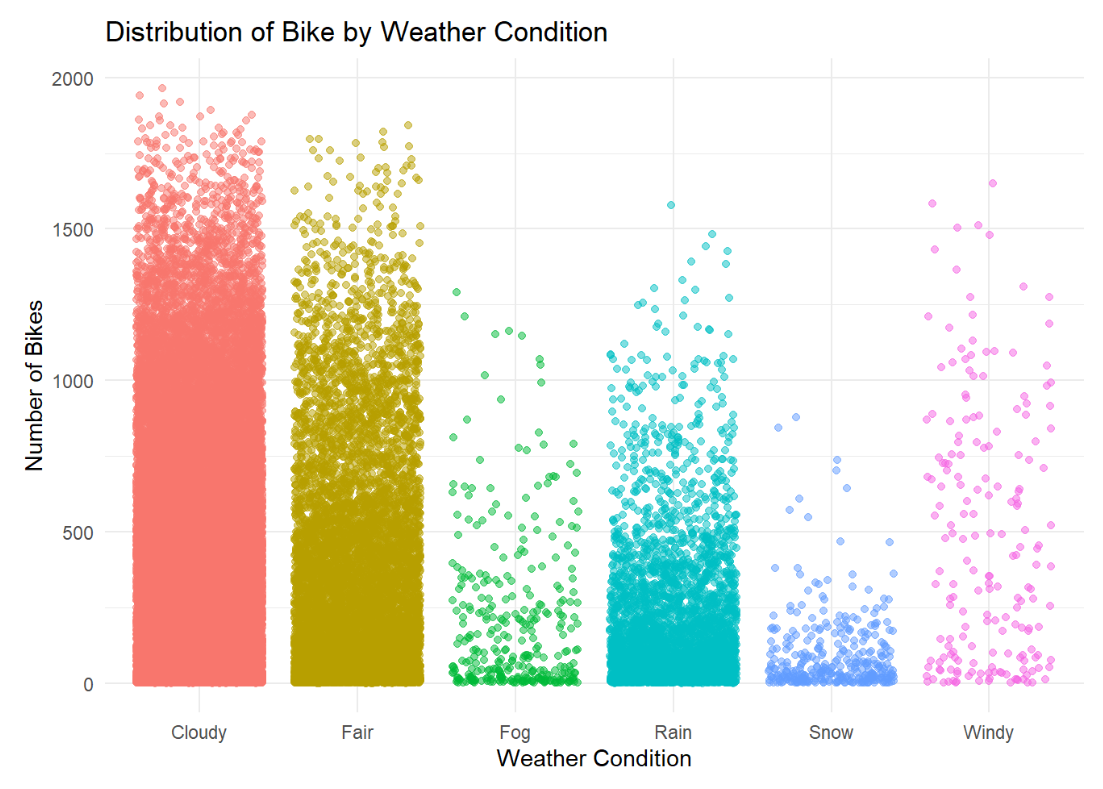 Distribution of Bike by Weather Condition
2000
1500
1000
500
0
Number of Bikes
Cloudy Fair Fog Rain Snow Windy
Weather Condition